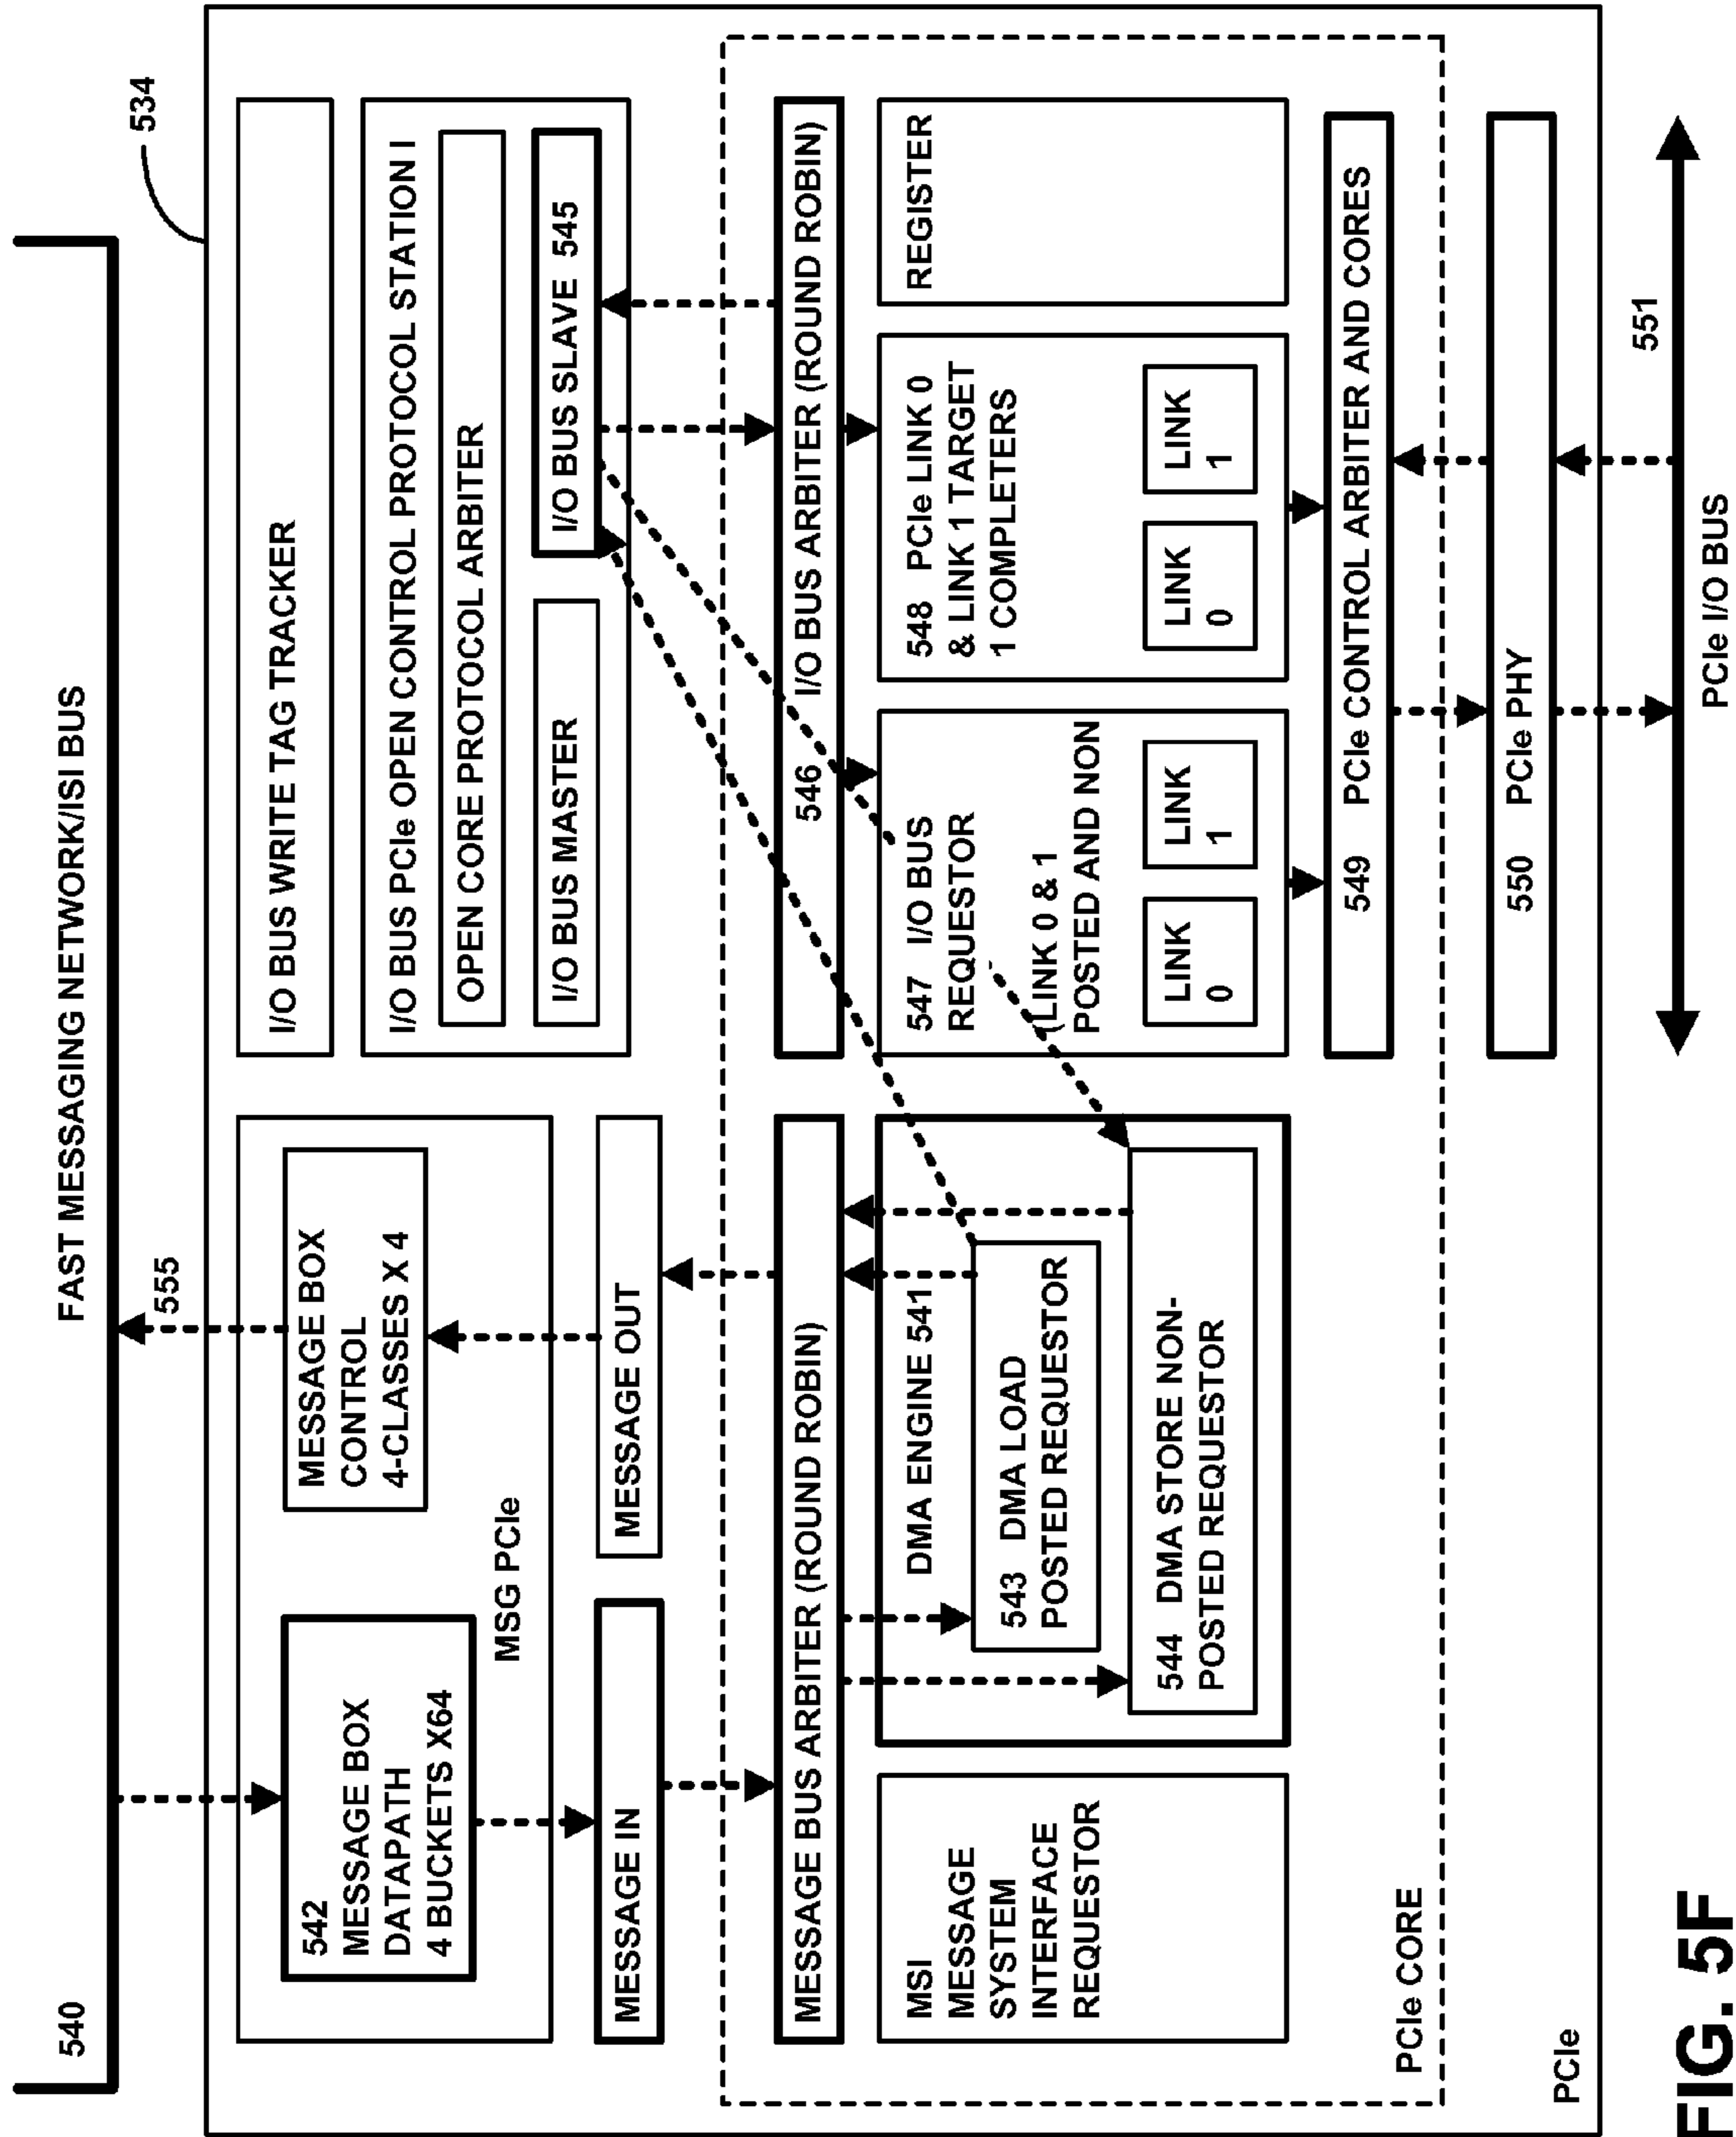 FAST MESSAGING NETWORK/ISI BUS
540
555
534
542
MESSAGE BOX
DATAPATH
4 BUCKETS X64
MESSAGE BOX
CONTROL
4-CLASSES X 4
MSG PCIe
MESSAGE IN
MESSAGE OUT
I/O BUS WRITE TAG TRACKER
I/O BUS PCIe OPEN CONTROL PROTOCOL STATION I
OPEN CORE PROTOCOL ARBITER
I/O BUS MASTER
I/O BUS SLAVE 545
MESSAGE BUS ARBITER (ROUND ROBIN)
546 I/O BUS ARBITER (ROUND ROBIN)
MSI
MESSAGE
SYSTEM
INTERFACE
REQUESTOR
DMA ENGINE 541
543 DMA LOAD
POSTED REQUESTOR
544 DMA STORE NON-
POSTED REQUESTOR
547 I/O BUS
REQUESTOR
(LINK 0 & 1
POSTED AND NON
LINK
0
LINK
1
548 PCIe LINK 0
& LINK 1 TARGET
1 COMPLETERS
LINK
0
LINK
1
REGISTER
549 PCIe CONTROL ARBITER AND CORES
PCIe CORE
550 PCIe PHY
PCIe
551
PCIe I/O BUS
FIG. 5F